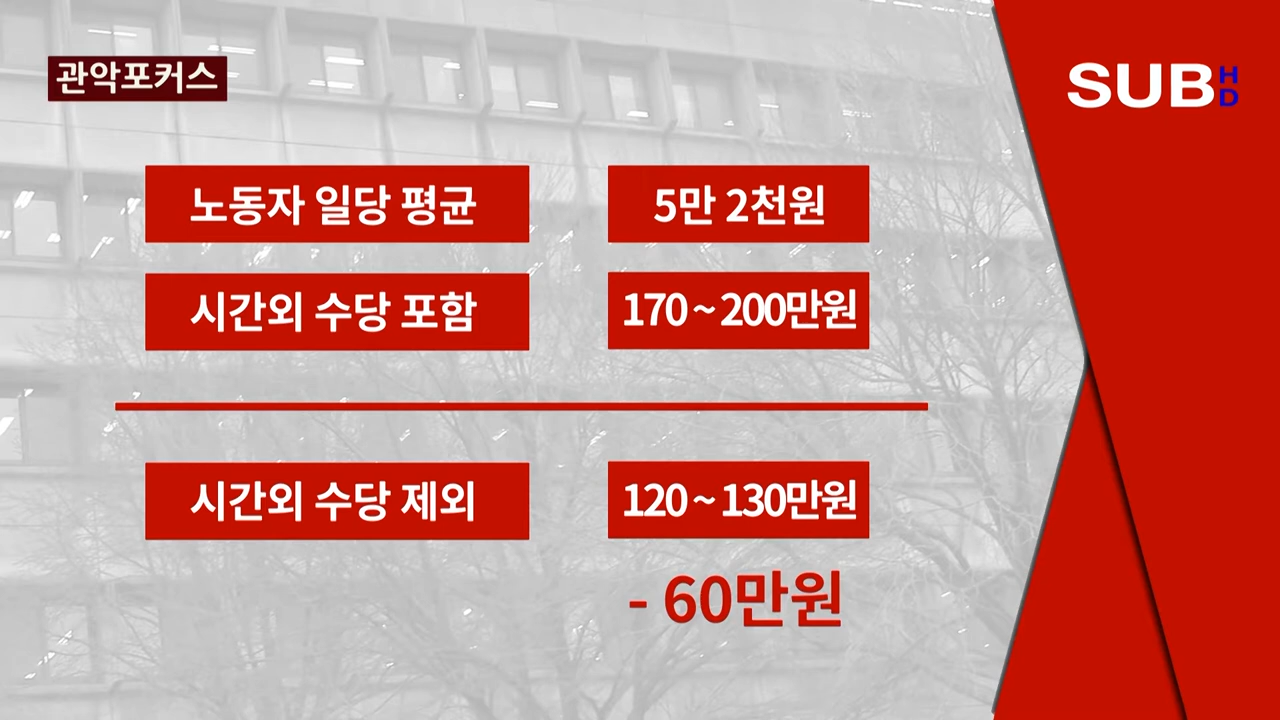 관악포커스
SUB HD
노동자 일당 평균 5만 2천원
시간외 수당 포함 170 ~ 200만원
시간외 수당 제외 120 ~ 130만원
- 60만원